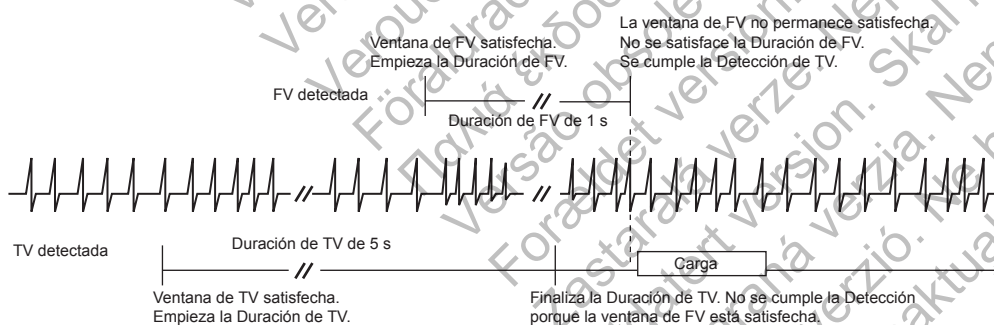 La ventana de FV no permanece satisfecha.
Ventana de FV satisfecha.
No se satisface la Duración de FV.
Empieza la Duración de FV.
Se cumple la Detección de TV.
FV detectada
Duración de FV de 1 s
TV detectada
Duración de TV de 5 s
Carga
Ventana de TV satisfecha.
Finaliza la Duración de TV. No se cumple la Detección
Empieza la Duración de TV.
porque la ventana de FV está satisfecha.
Παλιά έκδοση